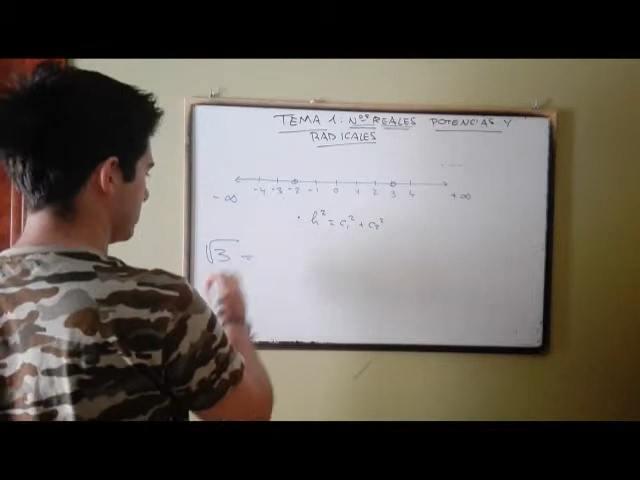 TEMA 1: Nºˢ REALES POTENCIAS Y
RADICALES
-4 -3 -2 -1 0 1 2 3 4
-∞ +∞
· h² = c₁² + c₂²
√3 =